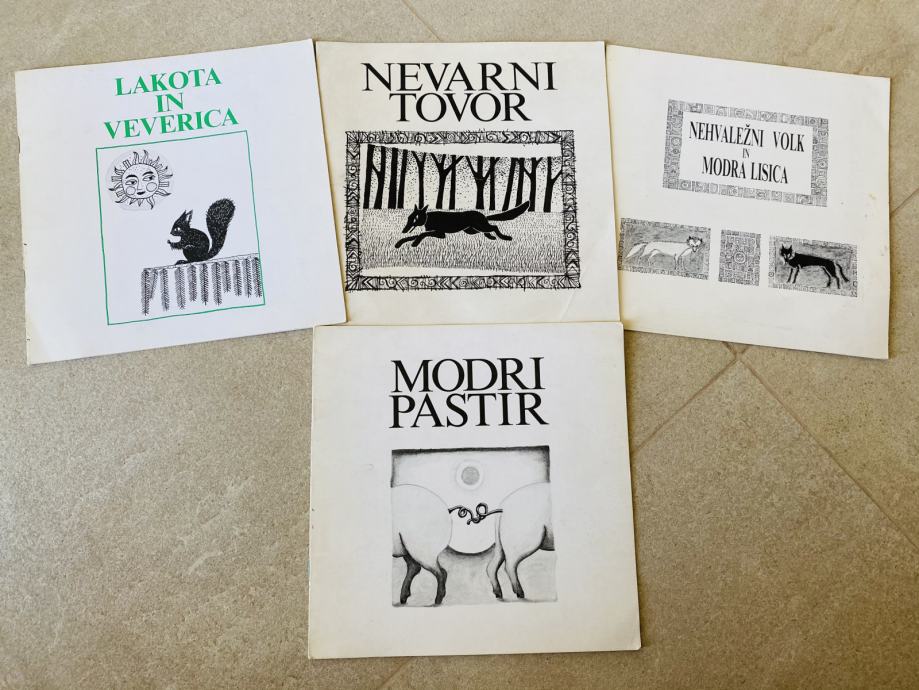 LAKOTA
IN
VEVERICA
NEVARNI
TOVOR
NEHVALEŽNI VOLK
IN
MODRA LISICA
MODRI
PASTIR